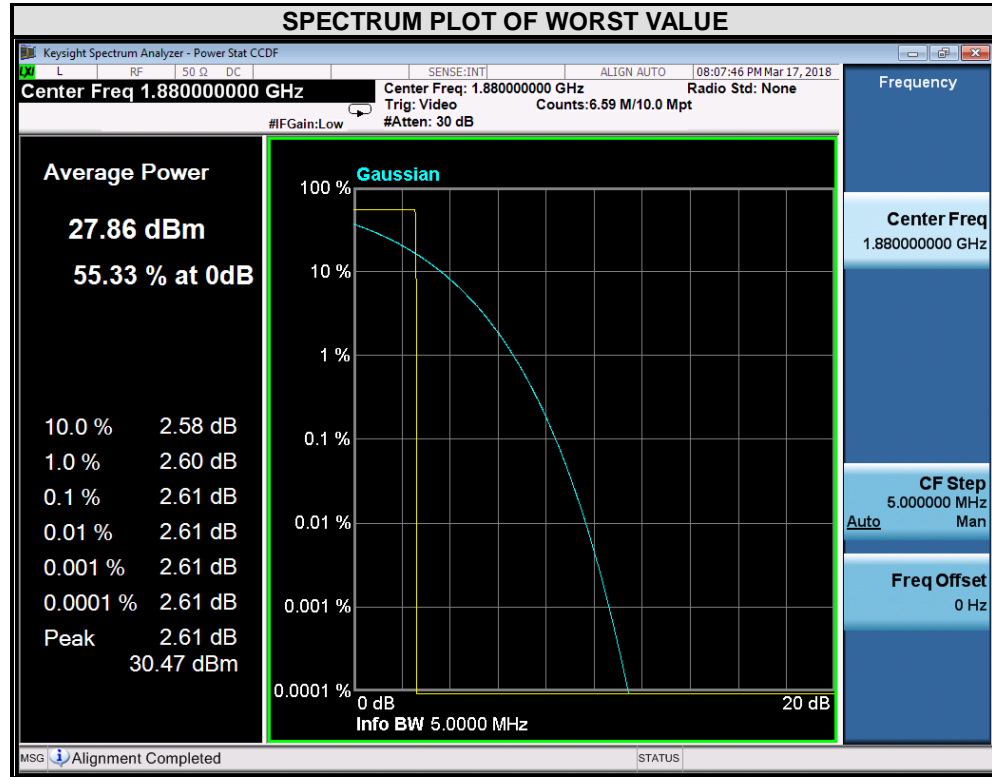 SPECTRUM PLOT OF WORST VALUE
Keysight Spectrum Analyzer - Power Stat CCDF
LXI L RF 50 Ω DC SENSE:INT ALIGN AUTO 08:07:46 PM Mar 17, 2018
Center Freq 1.880000000 GHz
#IFGain:Low
Center Freq: 1.880000000 GHz Radio Std: None
Trig: Video Counts:6.59 M/10.0 Mpt
#Atten: 30 dB
Average Power
27.86 dBm
55.33 % at 0dB
10.0 % 2.58 dB
1.0 % 2.60 dB
0.1 % 2.61 dB
0.01 % 2.61 dB
0.001 % 2.61 dB
0.0001 % 2.61 dB
Peak 2.61 dB
30.47 dBm
Gaussian
100 %
10 %
1 %
0.1 %
0.01 %
0.001 %
0.0001 %
0 dB 20 dB
Info BW 5.0000 MHz
Frequency
Center Freq
1.880000000 GHz
CF Step
5.000000 MHz
Auto Man
Freq Offset
0 Hz
MSG Alignment Completed STATUS